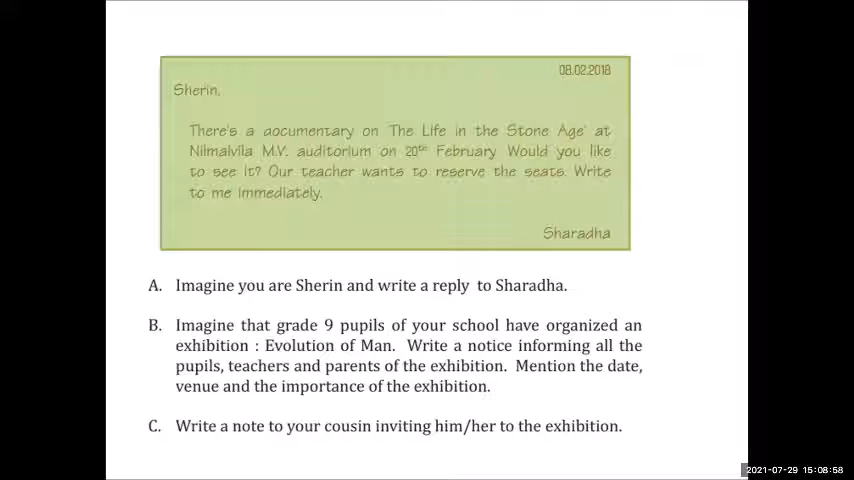 08.02.2018
Sherin,
There's a documentary on 'The Life in the Stone Age' at
Nilmalvila M.V. auditorium on 20th February. Would you like
to see it? Our teacher wants to reserve the seats. Write
to me immediately.
Sharadha
A. Imagine you are Sherin and write a reply to Sharadha.
B. Imagine that grade 9 pupils of your school have organized an
exhibition : Evolution of Man. Write a notice informing all the
pupils, teachers and parents of the exhibition. Mention the date,
venue and the importance of the exhibition.
C. Write a note to your cousin inviting him/her to the exhibition.
2021-07-29 15:08:58